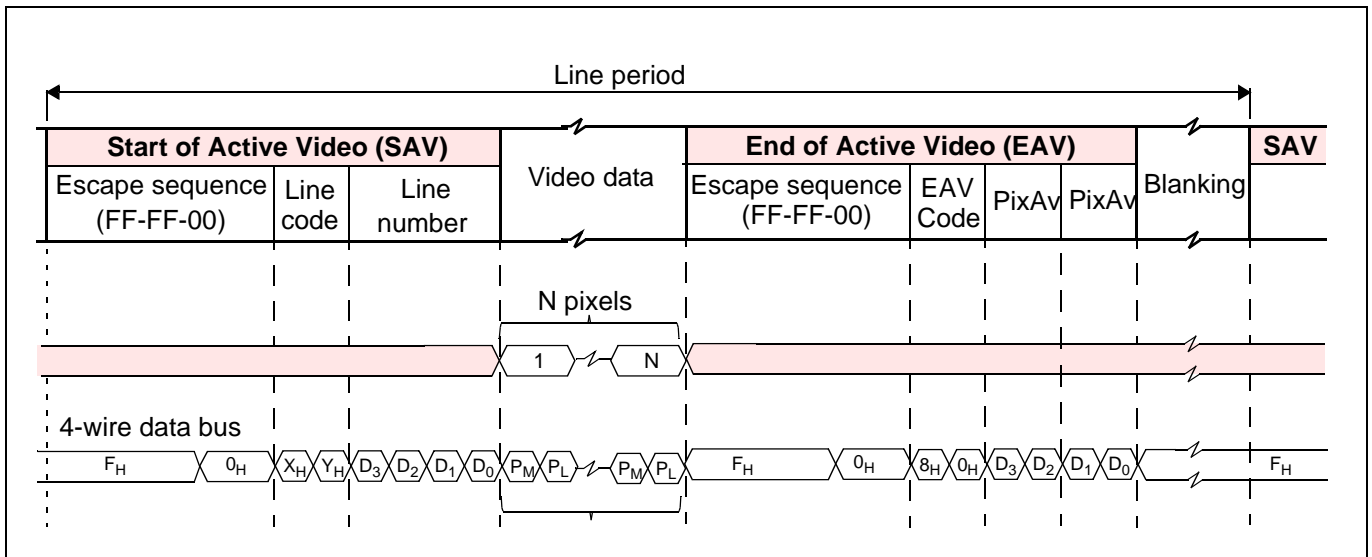 Line period
Start of Active Video (SAV)
Video data
End of Active Video (EAV)
Blanking
SAV
Escape sequence (FF-FF-00)
Line code
Line number
Escape sequence (FF-FF-00)
EAV Code
PixAv
PixAv
N pixels
1 N
4-wire data bus
FH 0H XH YH D3 D2 D1 D0 PM PL PM PL FH 0H 8H 0H D3 D2 D1 D0 FH